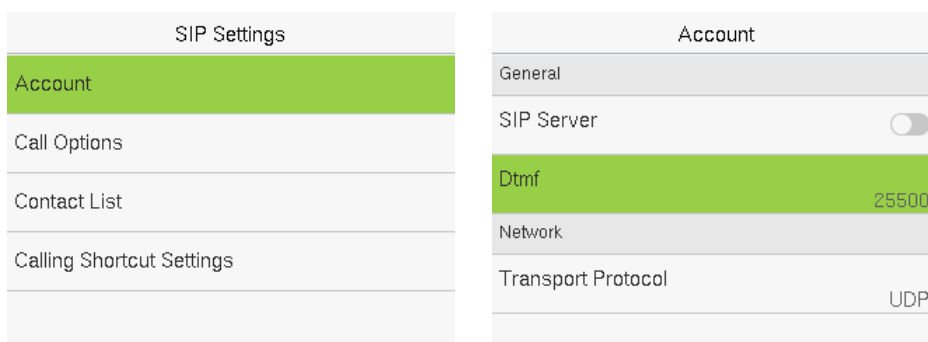 SIP Settings
Account
Call Options
Contact List
Calling Shortcut Settings
Account
General
SIP Server
Dtmf
25500
Network
Transport Protocol
UDP